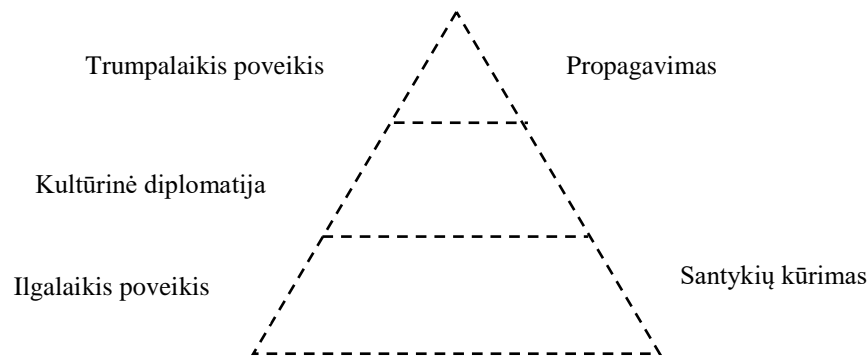 Trumpalaikis poveikis
Propagavimas
Kultūrinė diplomatija
Ilgalaikis poveikis
Santykių kūrimas